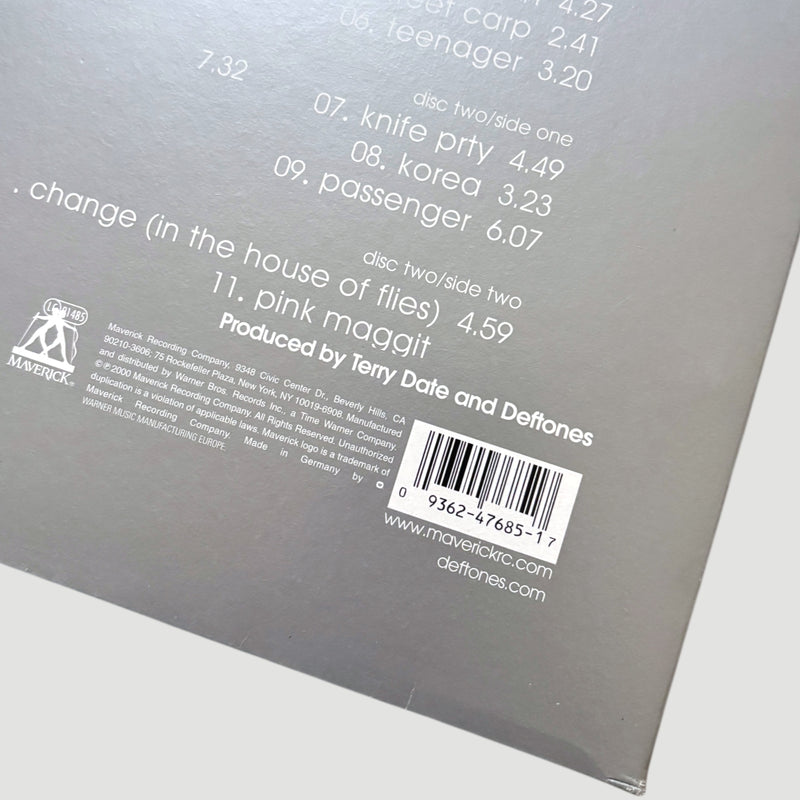 4.27
street carp 2.41
06. teenager 3.20
disc two/side one
07. knife prty 4.49
08. korea 3.23
09. passenger 6.07
disc two/side two
. change (in the house of flies) 4.59
11. pink maggit 7.32
Produced by Terry Date and Deftones
LC 81485
MAVERICK
Maverick Recording Company, 9348 Civic Center Dr., Beverly Hills, CA
90210-3606; 75 Rockefeller Plaza, New York, NY 10019-6908. Manufactured
and distributed by Warner Bros. Records Inc., a Time Warner Company.
©℗2000 Maverick Recording Company. All Rights Reserved. Unauthorized
duplication is a violation of applicable laws. Maverick logo is a trademark of
Maverick Recording Company. Made in Germany by
WARNER MUSIC MANUFACTURING EUROPE.
0 9362-47685-1 7
www.maverickrc.com
deftones.com